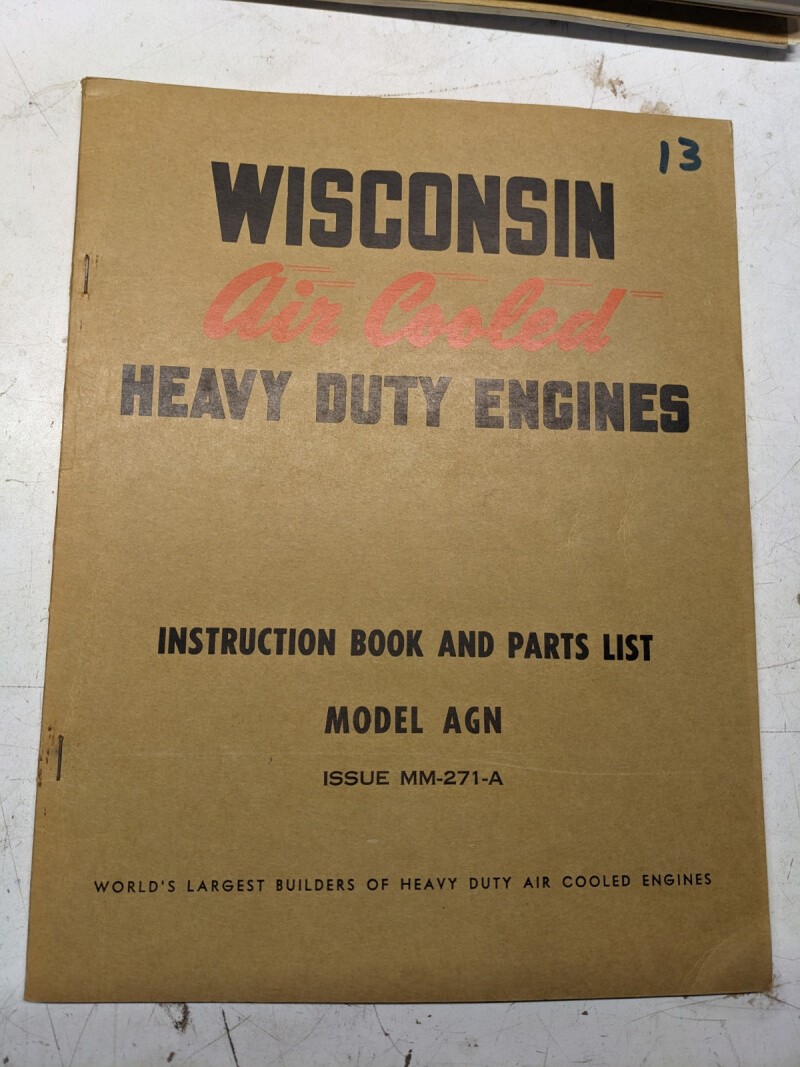 13
WISCONSIN
Air Cooled
HEAVY DUTY ENGINES
INSTRUCTION BOOK AND PARTS LIST
MODEL AGN
ISSUE MM-271-A
WORLD'S LARGEST BUILDERS OF HEAVY DUTY AIR COOLED ENGINES